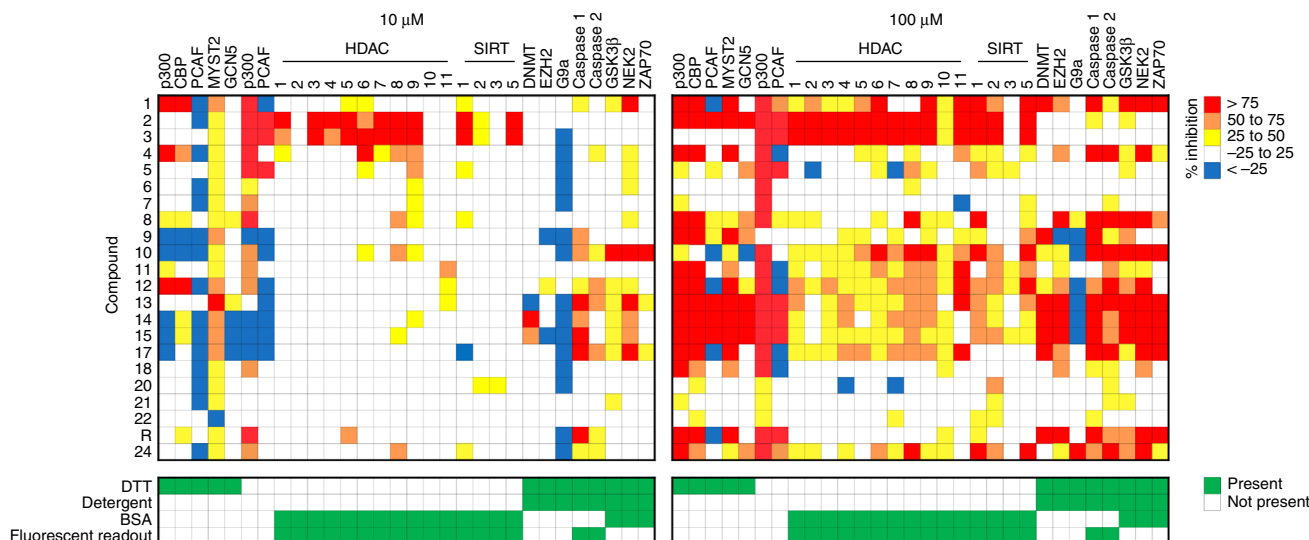 10 μM
100 μM
p300 CBP PCAF MYST2 GCN5 p300 PCAF HDAC SIRT DNMT EZH2 G9a Caspase 1 Caspase 2 GSK3β NEK2 ZAP70
1 2 3 4 5 6 7 8 9 10 11 1 2 3 5
p300 CBP PCAF MYST2 GCN5 p300 PCAF HDAC SIRT DNMT EZH2 G9a Caspase 1 Caspase 2 GSK3β NEK2 ZAP70
1 2 3 4 5 6 7 8 9 10 11 1 2 3 5
Compound
1
2
3
4
5
6
7
8
9
10
11
12
13
14
15
17
18
20
21
22
R
24
% inhibition
> 75
50 to 75
25 to 50
–25 to 25
< –25
DTT
Detergent
BSA
Fluorescent readout
Present
Not present